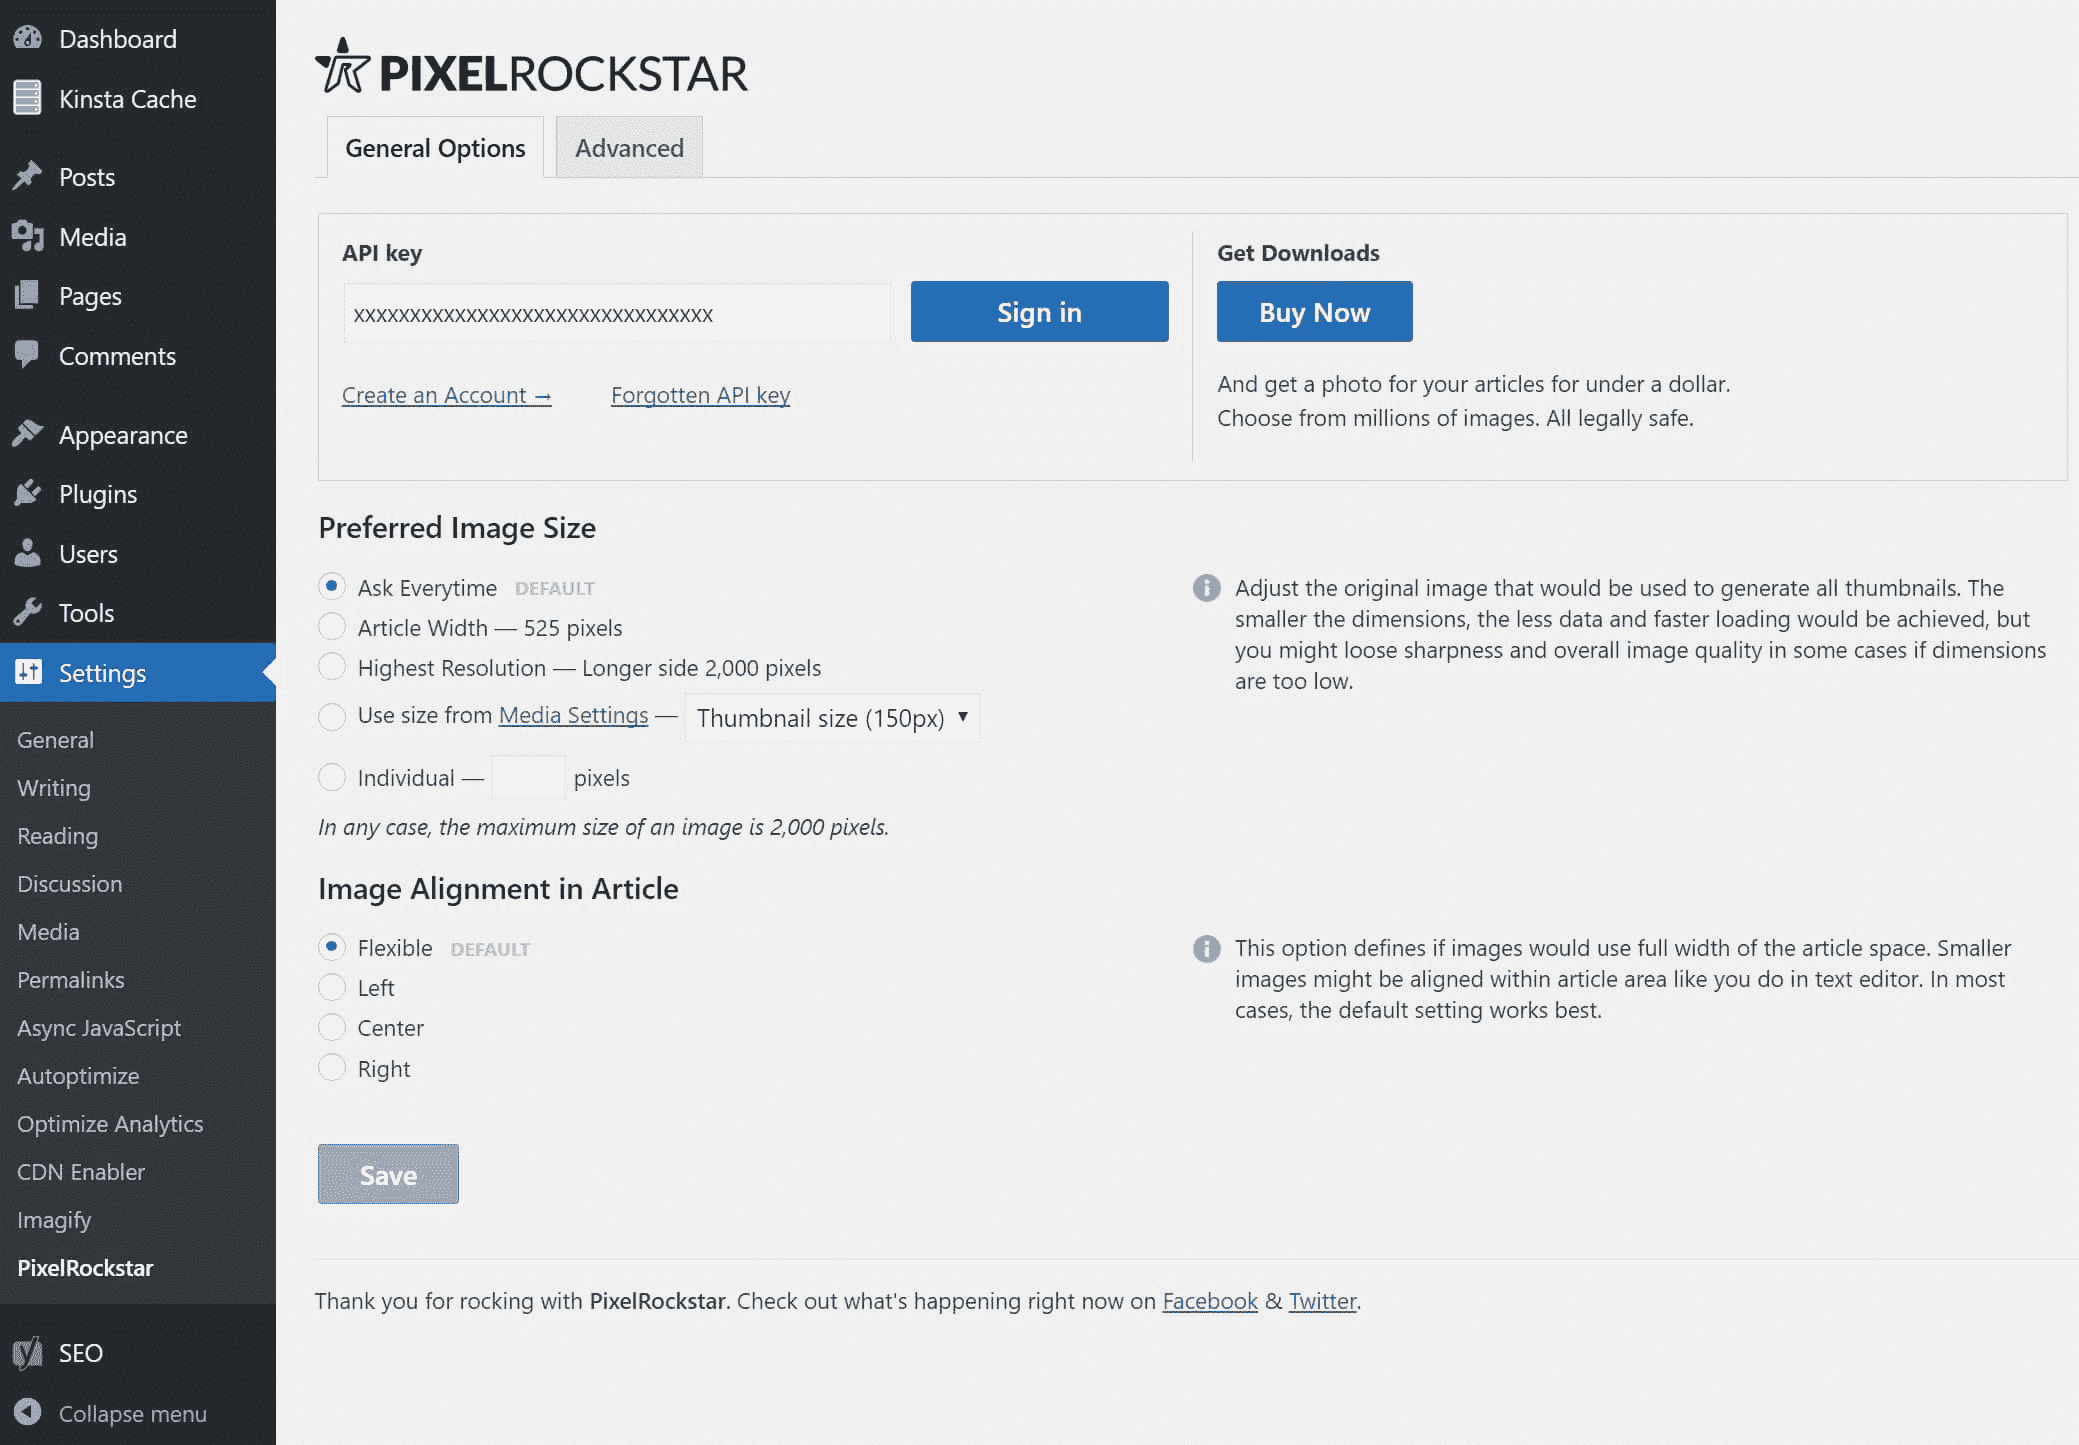 Dashboard
Kinsta Cache
Posts
Media
Pages
Comments
Appearance
Plugins
Users
Tools
Settings
General
Writing
Reading
Discussion
Media
Permalinks
Async JavaScript
Autoptimize
Optimize Analytics
CDN Enabler
Imagify
PixelRockstar
SEO
Collapse menu
PIXELROCKSTAR
General Options
Advanced
API key
xxxxxxxxxxxxxxxxxxxxxxxxxxxxxxxx
Sign in
Create an Account →
Forgotten API key
Get Downloads
Buy Now
And get a photo for your articles for under a dollar.
Choose from millions of images. All legally safe.
Preferred Image Size
Ask Everytime DEFAULT
Article Width — 525 pixels
Highest Resolution — Longer side 2,000 pixels
Use size from Media Settings — Thumbnail size (150px)
Individual — pixels
In any case, the maximum size of an image is 2,000 pixels.
Adjust the original image that would be used to generate all thumbnails. The
smaller the dimensions, the less data and faster loading would be achieved, but
you might loose sharpness and overall image quality in some cases if dimensions
are too low.
Image Alignment in Article
Flexible DEFAULT
Left
Center
Right
This option defines if images would use full width of the article space. Smaller
images might be aligned within article area like you do in text editor. In most
cases, the default setting works best.
Save
Thank you for rocking with PixelRockstar. Check out what's happening right now on Facebook & Twitter.